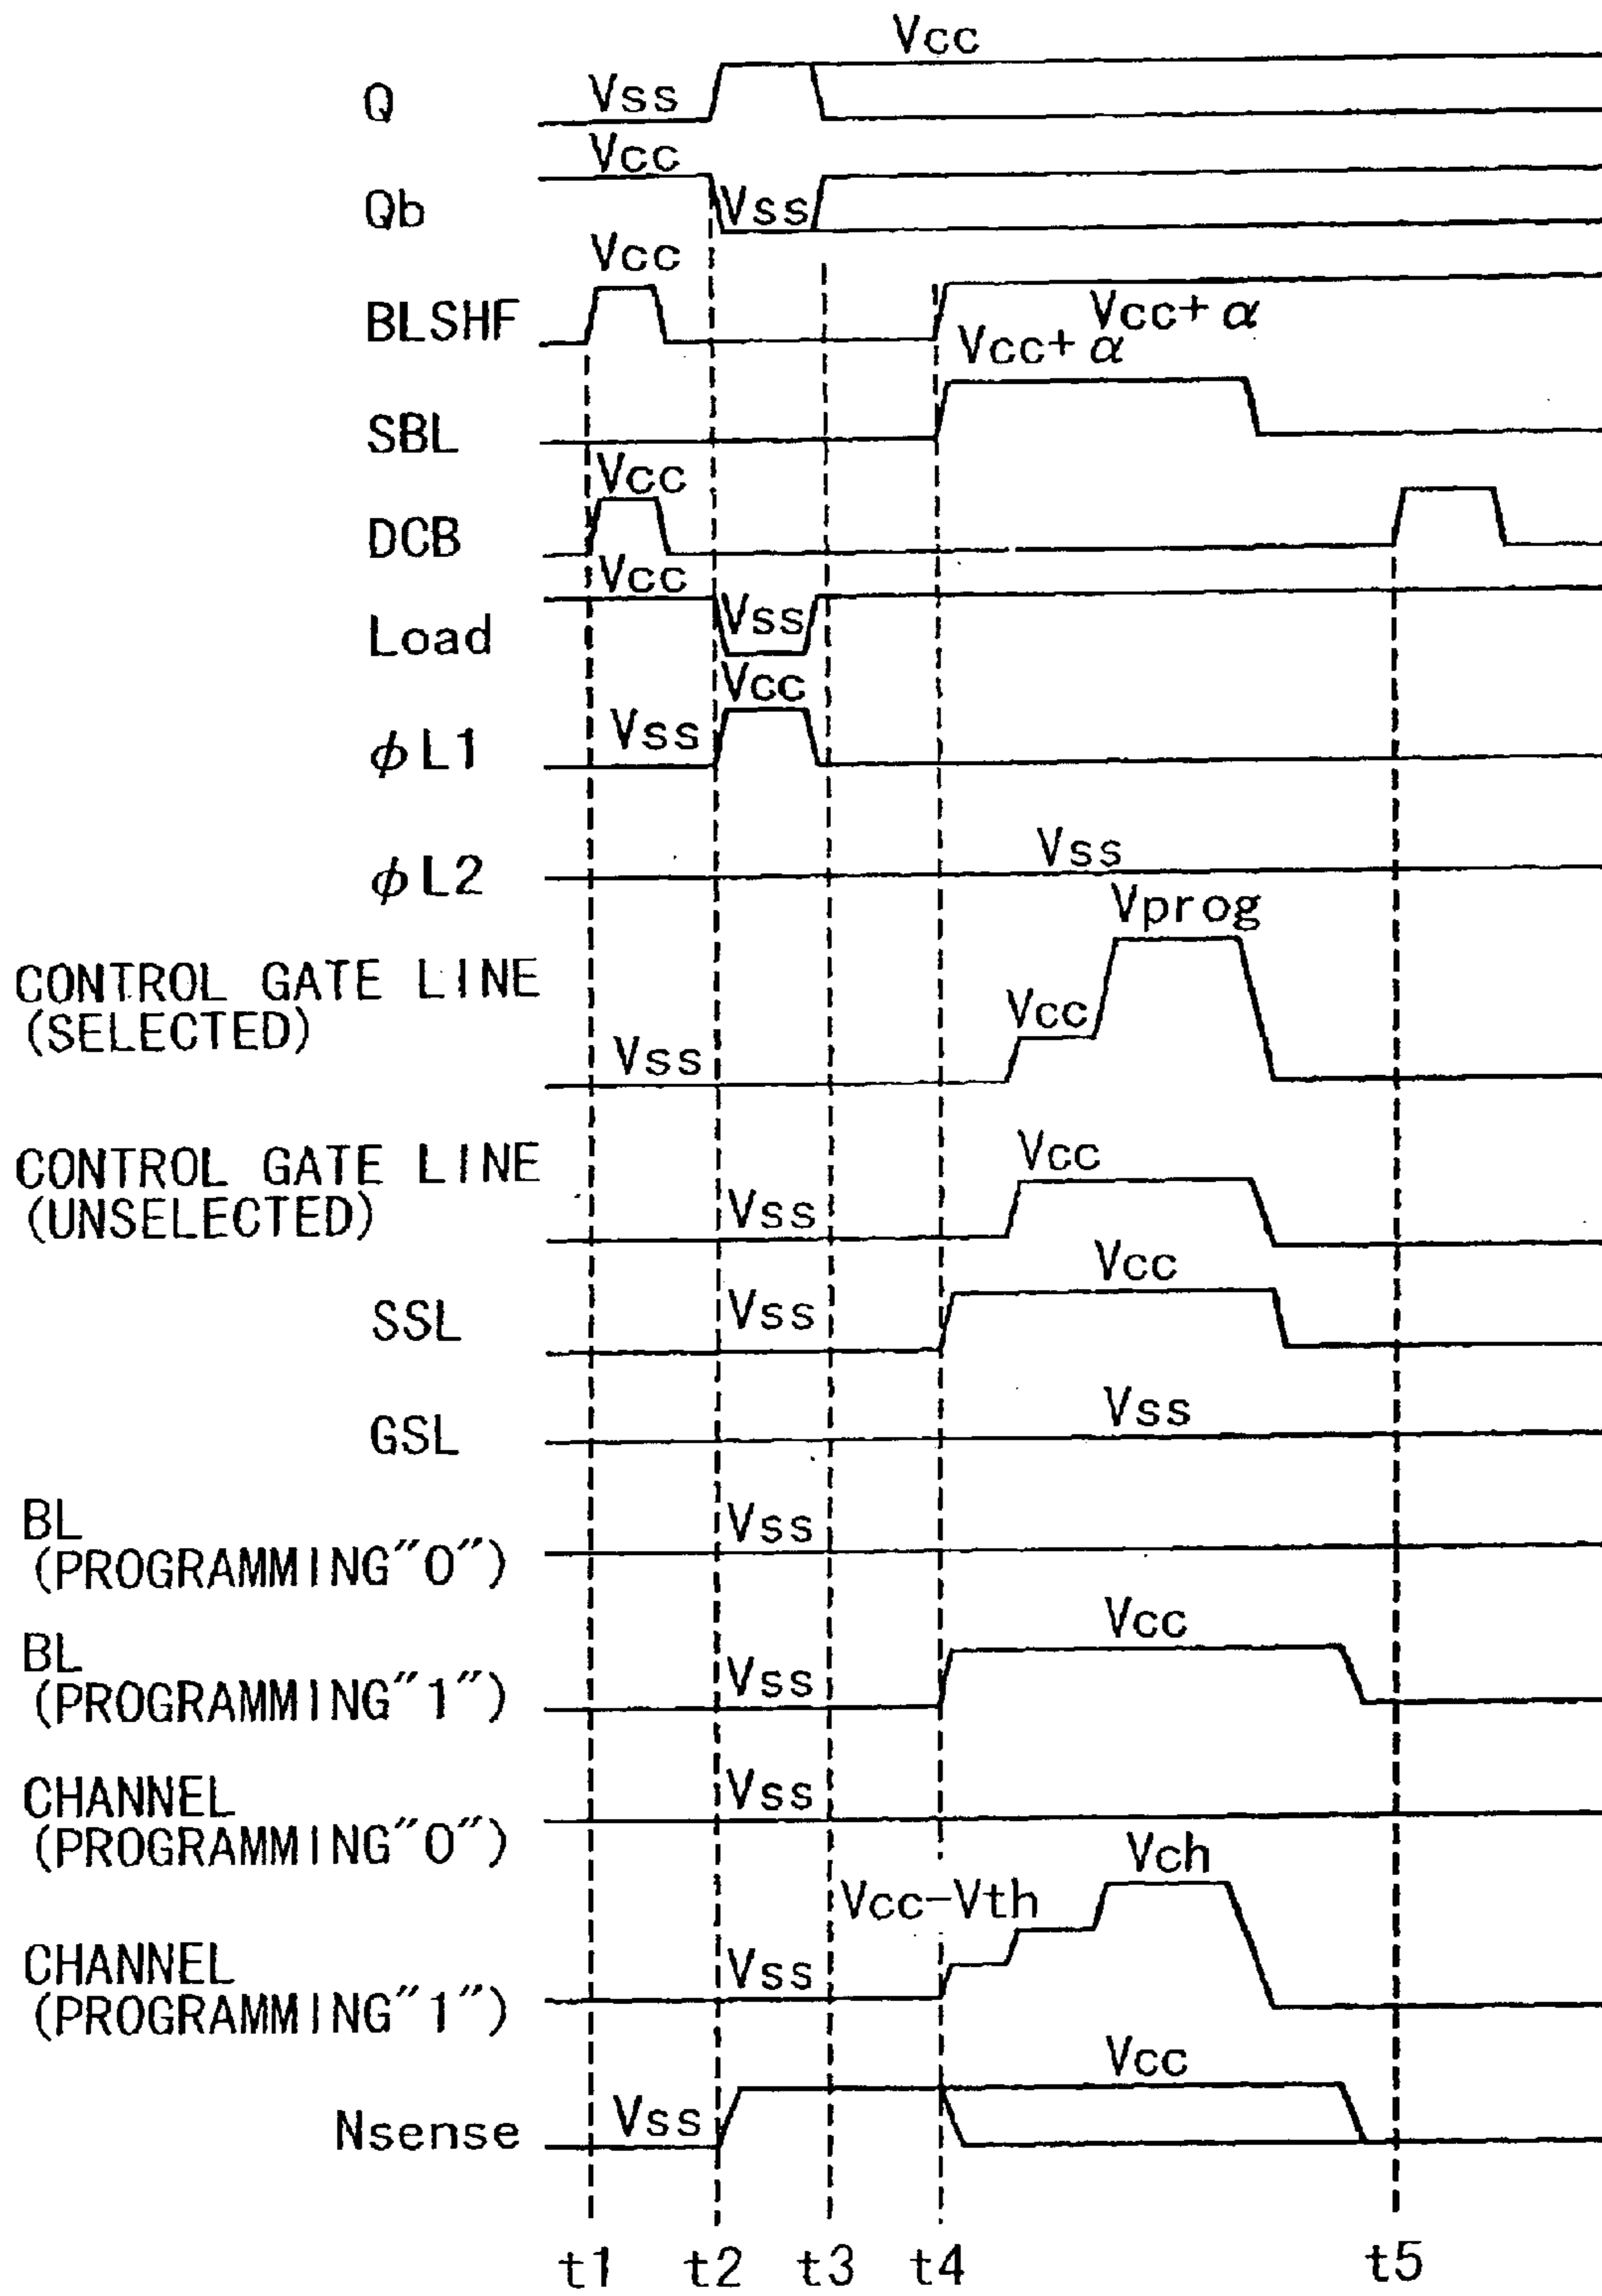 Vcc
Q Vss
Vcc
Qb Vss
Vcc
BLSHF Vcc+α
Vcc+α
SBL
Vcc
DCB
Vcc
Load Vss
Vcc
φL1 Vss
φL2 Vss
Vprog
CONTROL GATE LINE
(SELECTED) Vcc
Vss
CONTROL GATE LINE Vcc
(UNSELECTED) Vss
Vcc
SSL Vss
GSL Vss
BL Vss
(PROGRAMMING"0")
Vcc
BL
(PROGRAMMING"1") Vss
CHANNEL Vss
(PROGRAMMING"0")
Vch
Vcc-Vth
CHANNEL Vss
(PROGRAMMING"1")
Vcc
Nsense Vss
t1 t2 t3 t4 t5